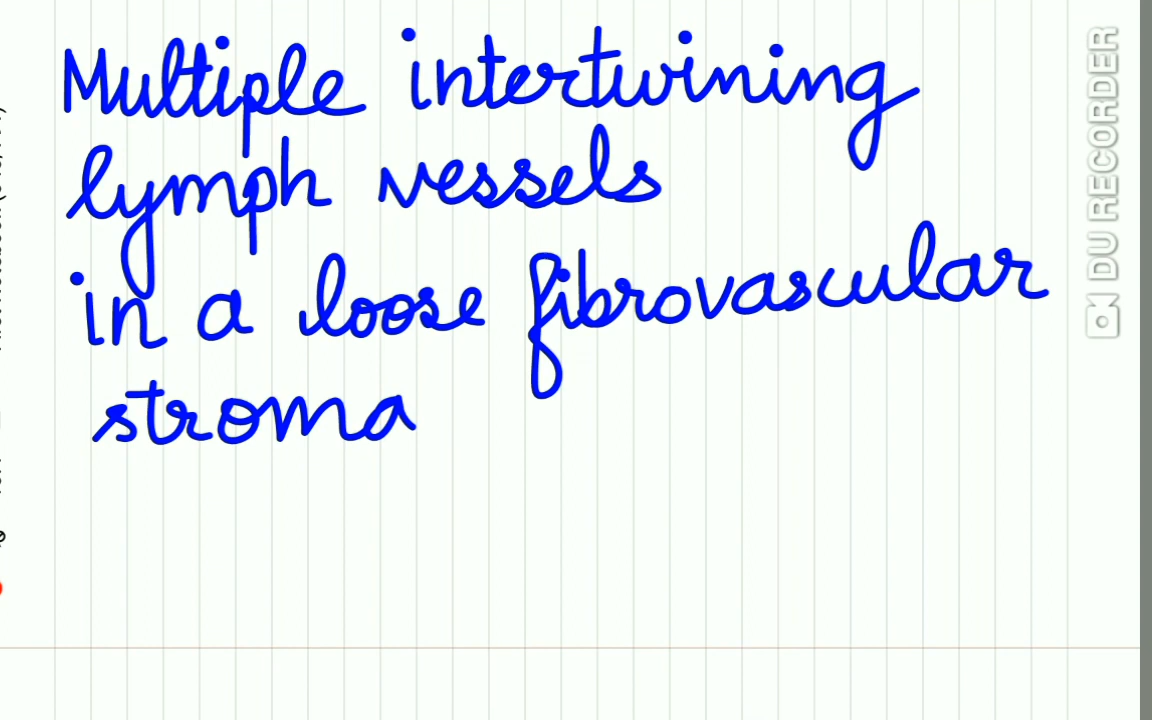 Multiple intertwining
lymph vessels
in a loose fibrovascular
stroma
DU RECORDER